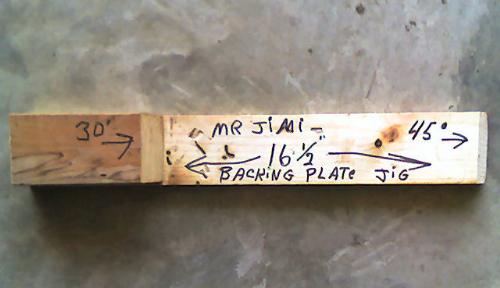 30° → MR JiMi 45° →
← 16 ½ →
BACKING PLATE JIG